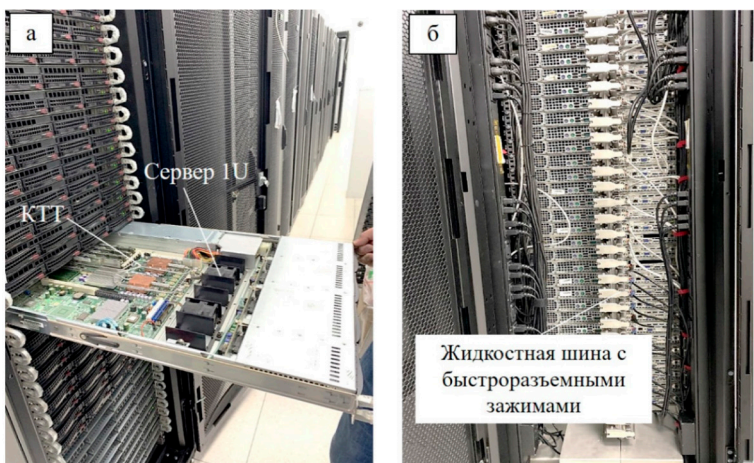 а
Сервер 1U
КТТ
б
Жидкостная шина с
быстроразъемными
зажимами